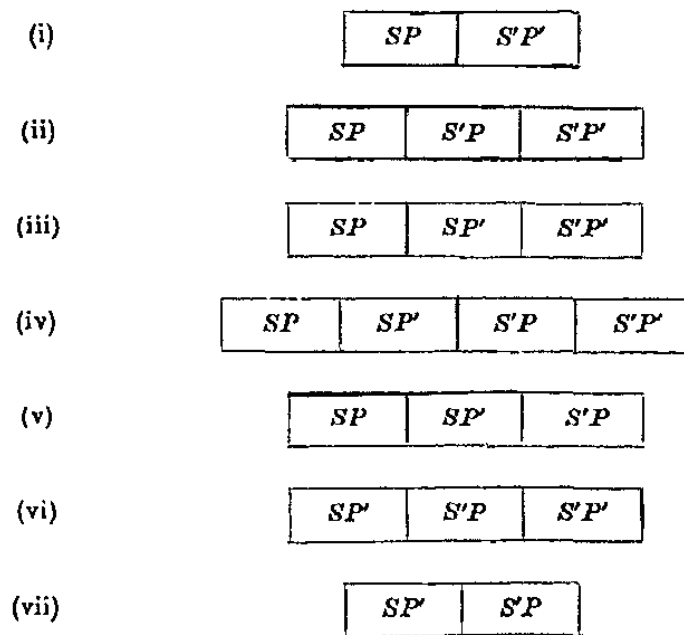 (i) SP S'P'
(ii) SP S'P S'P'
(iii) SP SP' S'P'
(iv) SP SP' S'P S'P'
(v) SP SP' S'P
(vi) SP' S'P S'P'
(vii) SP' S'P